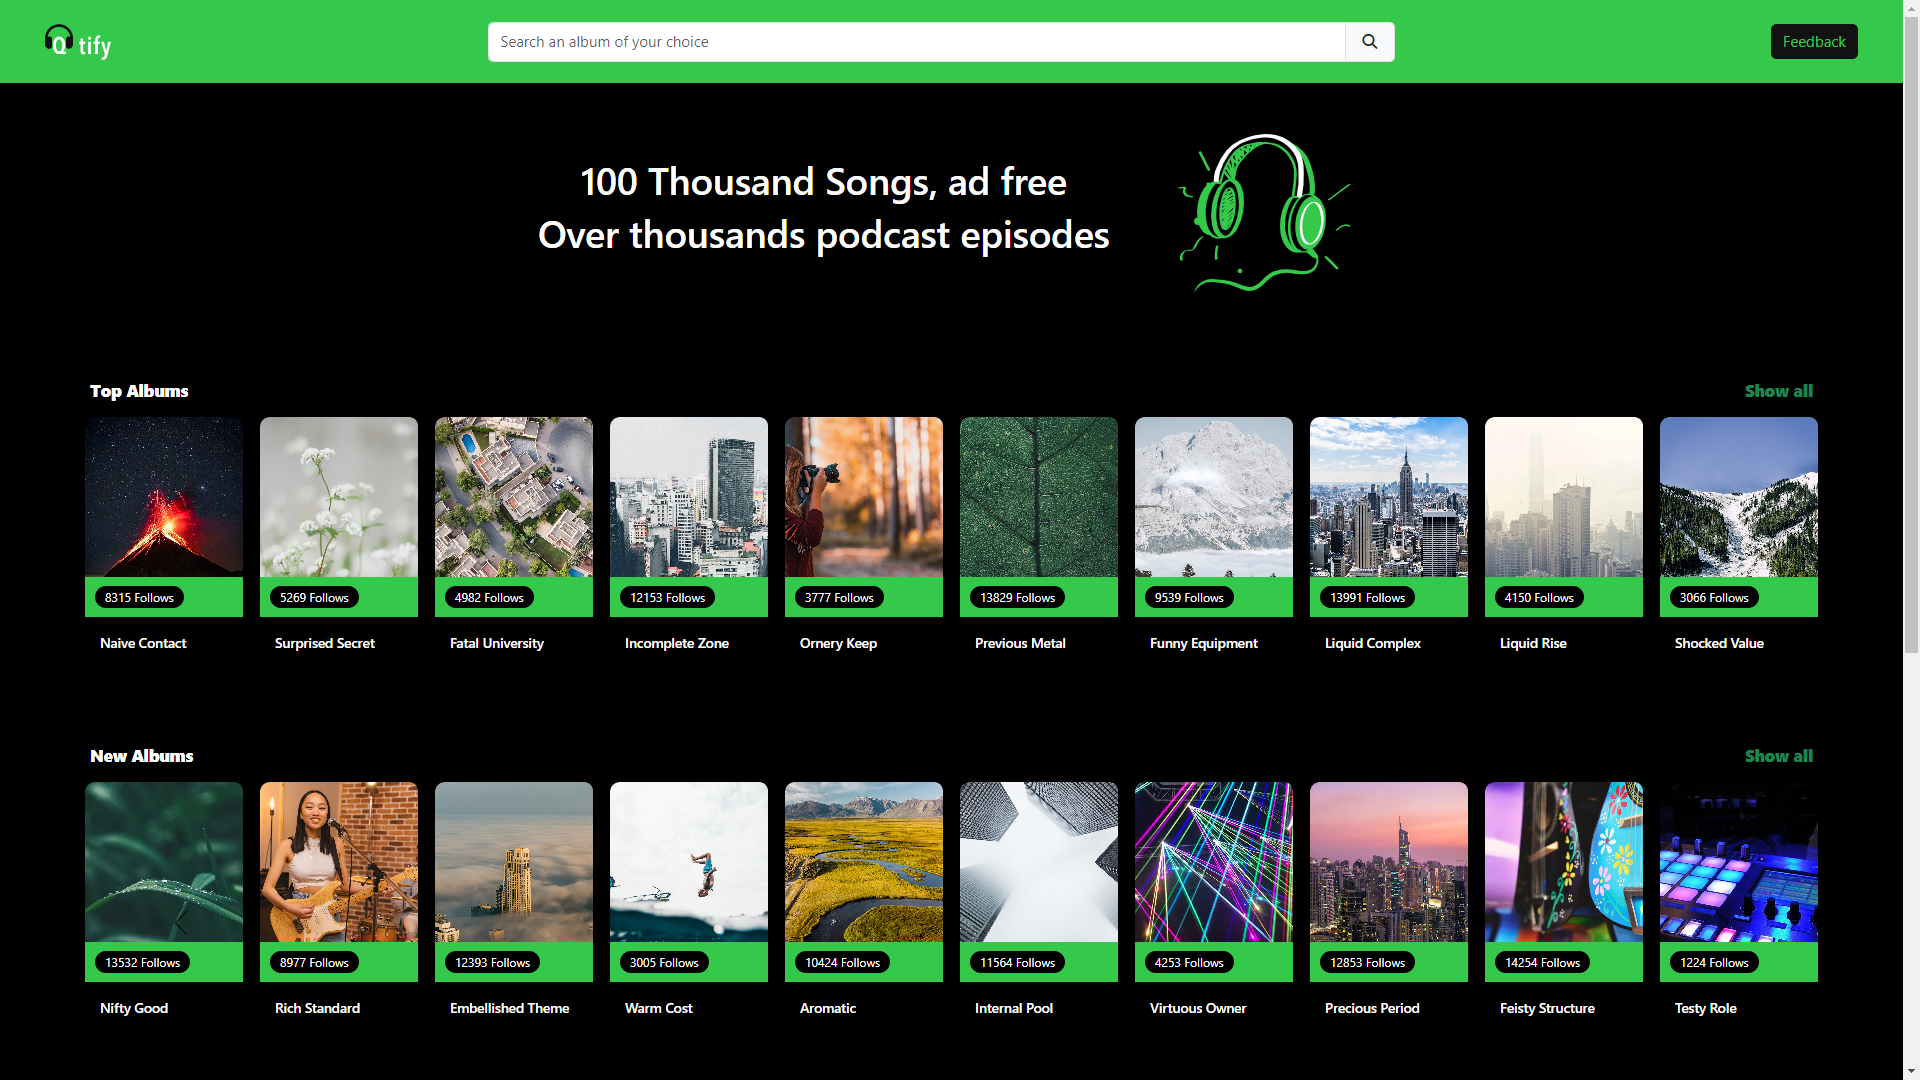 Q tify
Search an album of your choice
Feedback
100 Thousand Songs, ad free
Over thousands podcast episodes
Top Albums
Show all
8315 Follows
5269 Follows
4982 Follows
12153 Follows
3777 Follows
13829 Follows
9539 Follows
13991 Follows
4150 Follows
3066 Follows
Naive Contact
Surprised Secret
Fatal University
Incomplete Zone
Ornery Keep
Previous Metal
Funny Equipment
Liquid Complex
Liquid Rise
Shocked Value
New Albums
Show all
13532 Follows
8977 Follows
12393 Follows
3005 Follows
10424 Follows
11564 Follows
4253 Follows
12853 Follows
14254 Follows
1224 Follows
Nifty Good
Rich Standard
Embellished Theme
Warm Cost
Aromatic
Internal Pool
Virtuous Owner
Precious Period
Feisty Structure
Testy Role